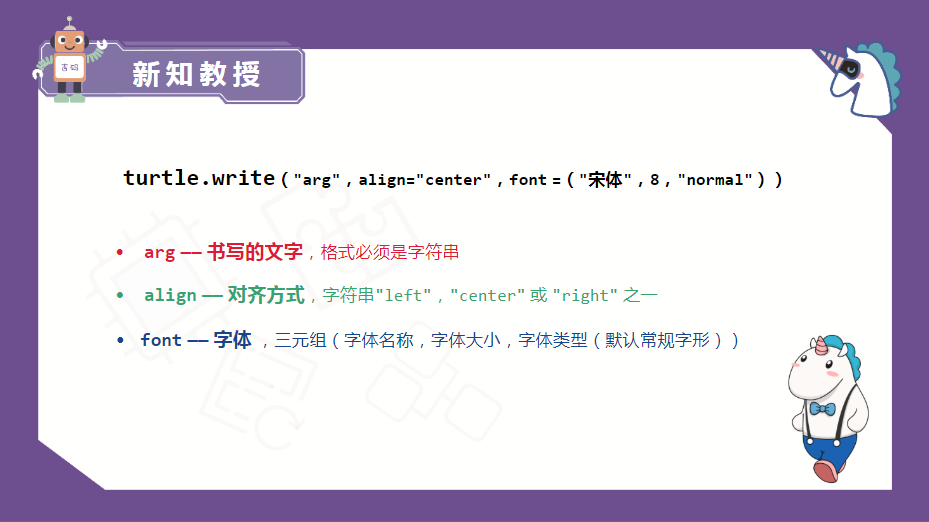 吉码
新知教授
turtle.write("arg",align="center",font=("宋体",8,"normal"))
• arg —— 书写的文字，格式必须是字符串
• align —— 对齐方式，字符串"left"，"center" 或 "right" 之一
• font —— 字体 ，三元组（字体名称，字体大小，字体类型（默认常规字形））